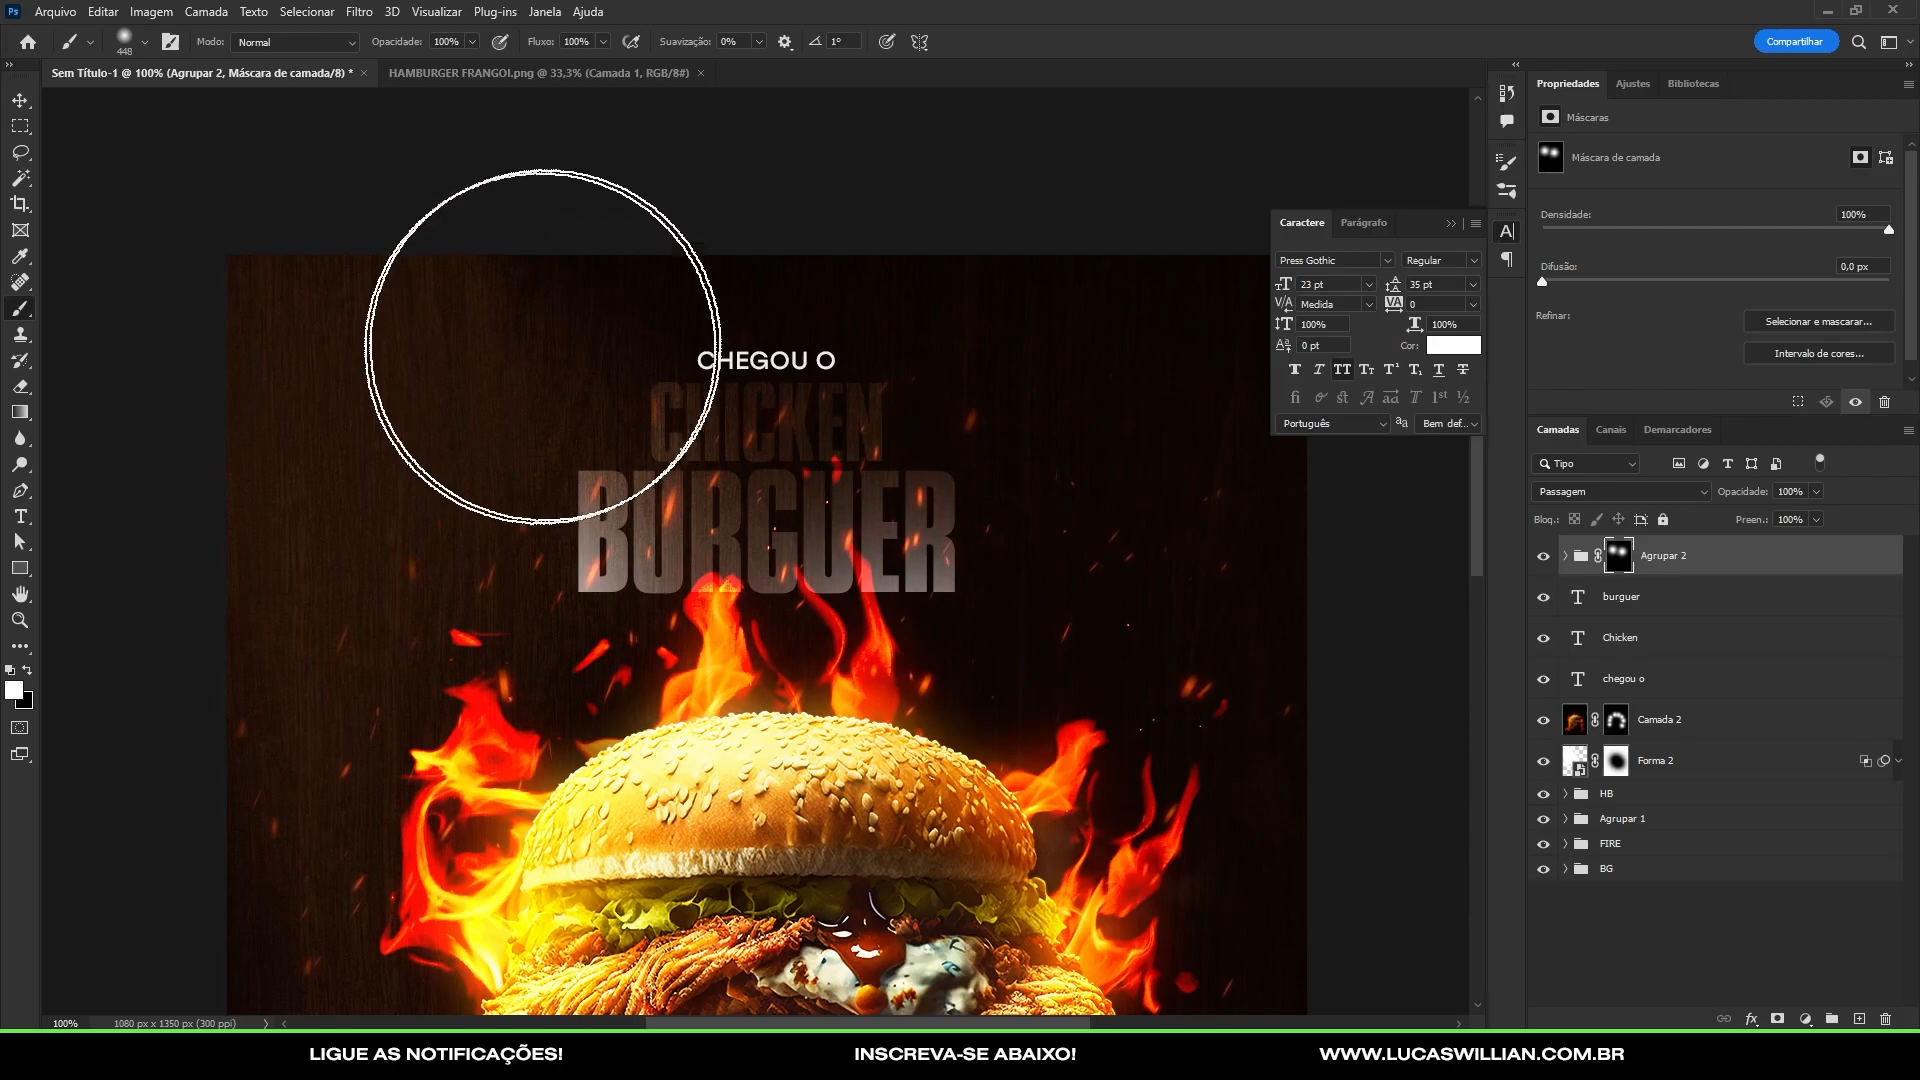 Ps Arquivo Editar Imagem Camada Texto Selecionar Filtro 3D Visualizar Plug-ins Janela Ajuda
448 Modo: Normal Opacidade: 100% Fluxo: 100% Suavização: 0% 1° Compartilhar
Sem Título-1 @ 100% (Agrupar 2, Máscara de camada/8) * × HAMBURGER FRANGOI.png @ 33,3% (Camada 1, RGB/8#) ×
Propriedades Ajustes Bibliotecas
Máscaras
Máscara de camada
Densidade: 100%
Difusão: 0,0 px
Refinar: Selecionar e mascarar...
Intervalo de cores...
Caractere Parágrafo
Press Gothic Regular
23 pt 35 pt
Medida 0
100% 100%
0 pt Cor:
Português aa Bem def...
CHEGOU O
CHICKEN
BURGUER
Camadas Canais Demarcadores
Tipo
Passagem Opacidade: 100%
Bloq.: Preen.: 100%
Agrupar 2
burguer
Chicken
chegou o
Camada 2
Forma 2
HB
Agrupar 1
FIRE
BG
100% 1080 px x 1350 px (300 ppi)
LIGUE AS NOTIFICAÇÕES! INSCREVA-SE ABAIXO! WWW.LUCASWILLIAN.COM.BR